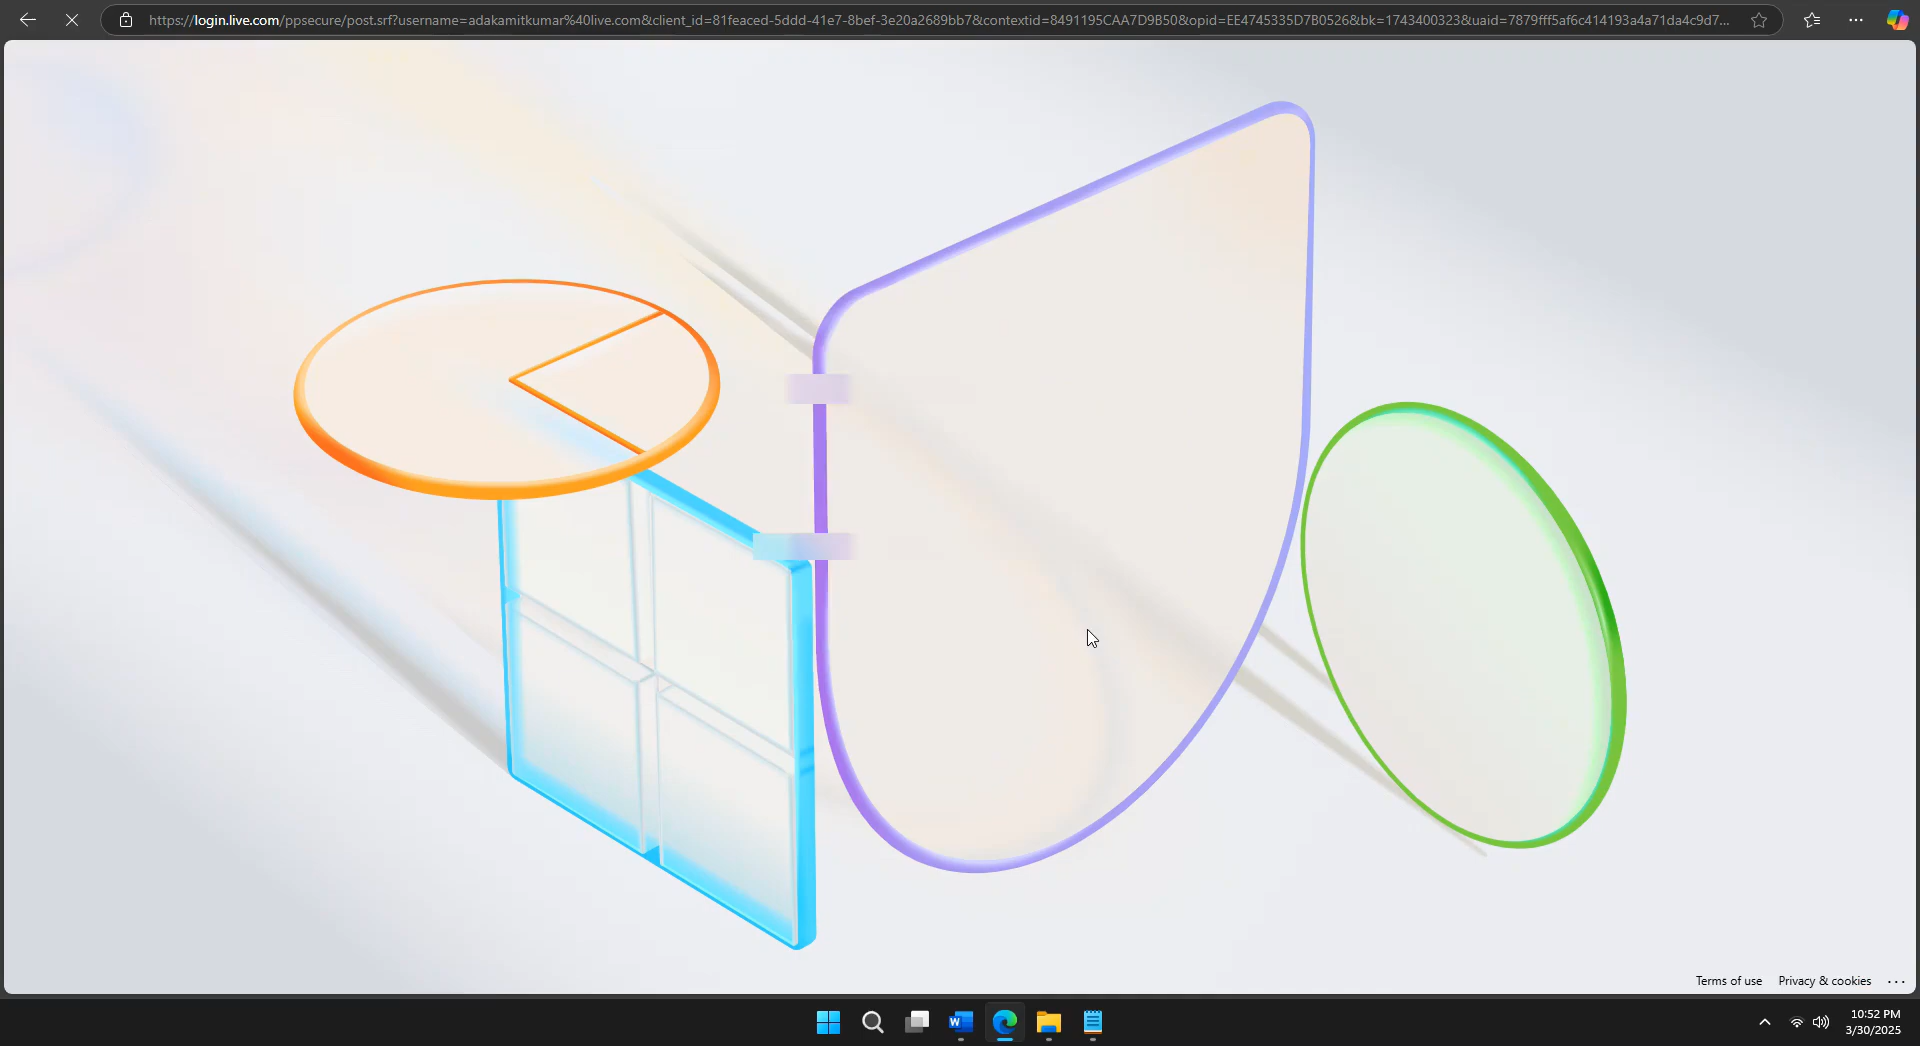 https://login.live.com/ppsecure/post.srf?username=adakamitkumar%40live.com&client_id=81feaced-5ddd-41e7-8bef-3e20a2689bb7&contextid=8491195CAA7D9B50&opid=EE4745335D7B0526&bk=1743400323&uaid=7879fff5af6c414193a4a71da4c9d7...
Terms of use Privacy & cookies ...
W
10:52 PM
3/30/2025